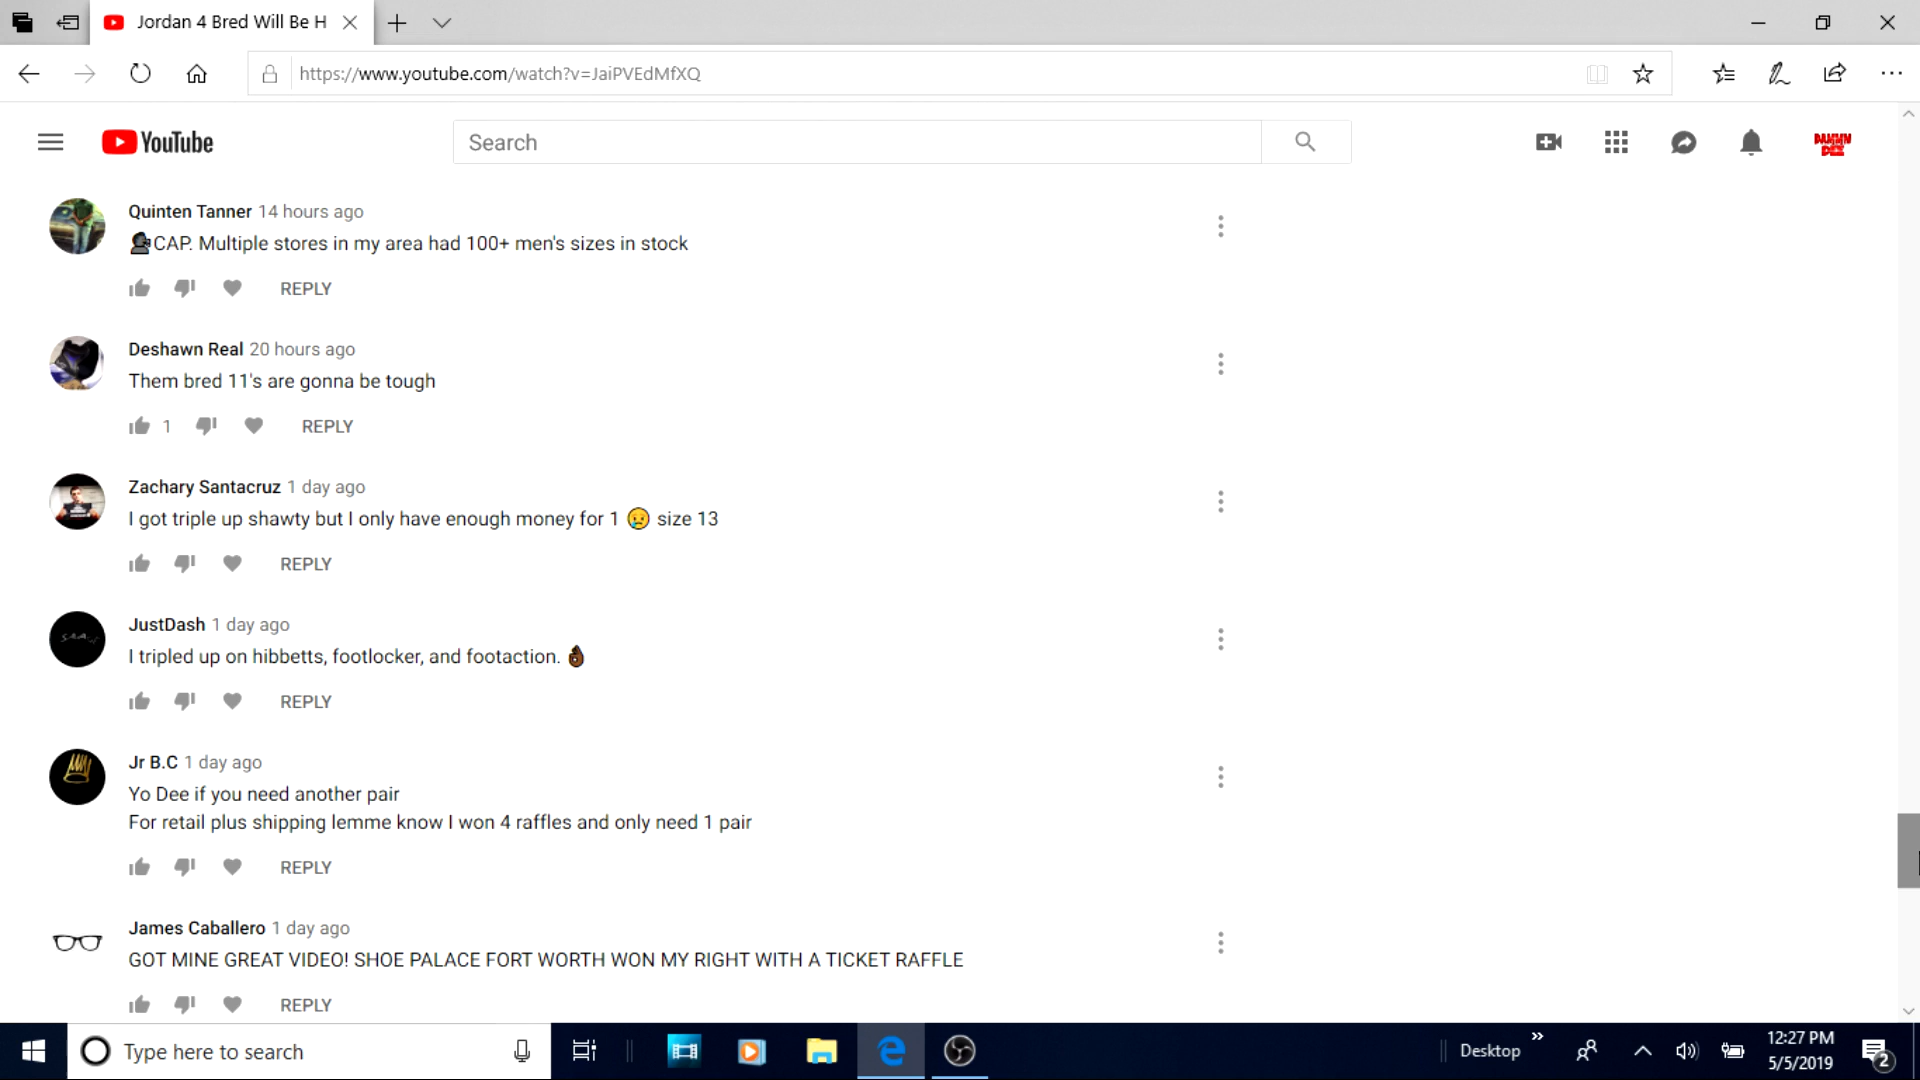 Jordan 4 Bred Will Be H
https://www.youtube.com/watch?v=JaiPVEdMfXQ
YouTube
Search
DAMMN
DEE
Quinten Tanner 14 hours ago
🗣CAP. Multiple stores in my area had 100+ men's sizes in stock
REPLY
Deshawn Real 20 hours ago
Them bred 11's are gonna be tough
1 REPLY
Zachary Santacruz 1 day ago
I got triple up shawty but I only have enough money for 1 😢 size 13
REPLY
JustDash 1 day ago
I tripled up on hibbetts, footlocker, and footaction. 👌🏿
REPLY
Jr B.C 1 day ago
Yo Dee if you need another pair
For retail plus shipping lemme know I won 4 raffles and only need 1 pair
REPLY
James Caballero 1 day ago
GOT MINE GREAT VIDEO! SHOE PALACE FORT WORTH WON MY RIGHT WITH A TICKET RAFFLE
REPLY
Type here to search
Desktop
12:27 PM
5/5/2019
2